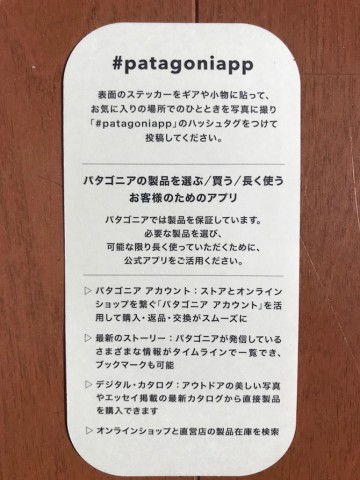 #patagoniapp
表面のステッカーをギアや小物に貼って、
お気に入りの場所でのひとときを写真に撮り
「#patagoniapp」のハッシュタグをつけて
投稿してください。
パタゴニアの製品を選ぶ/買う/長く使う
お客様のためのアプリ
パタゴニアでは製品を保証しています。
必要な製品を選び、
可能な限り長く使っていただくために、
公式アプリをご活用ください。
▷ パタゴニア アカウント：ストアとオンライン
ショップを繋ぐ「パタゴニア アカウント」を活
用して購入・返品・交換がスムーズに
▷ 最新のストーリー：パタゴニアが発信している
さまざまな情報がタイムラインで一覧でき、
ブックマークも可能
▷ デジタル・カタログ：アウトドアの美しい写真
やエッセイ掲載の最新カタログから直接製品
を購入できます
▷ オンラインショップと直営店の製品在庫を検索